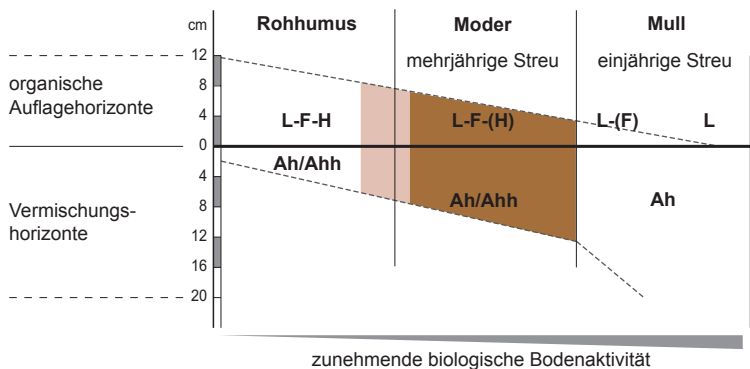 cm Rohhumus Moder Mull
mehrjährige Streu einjährige Streu
12
organische
Auflagehorizonte
8
4
L-F-H L-F-(H) L-(F) L
0
Ah/Ahh
4
Vermischungs-
horizonte
8
Ah/Ahh Ah
12
16
20
zunehmende biologische Bodenaktivität